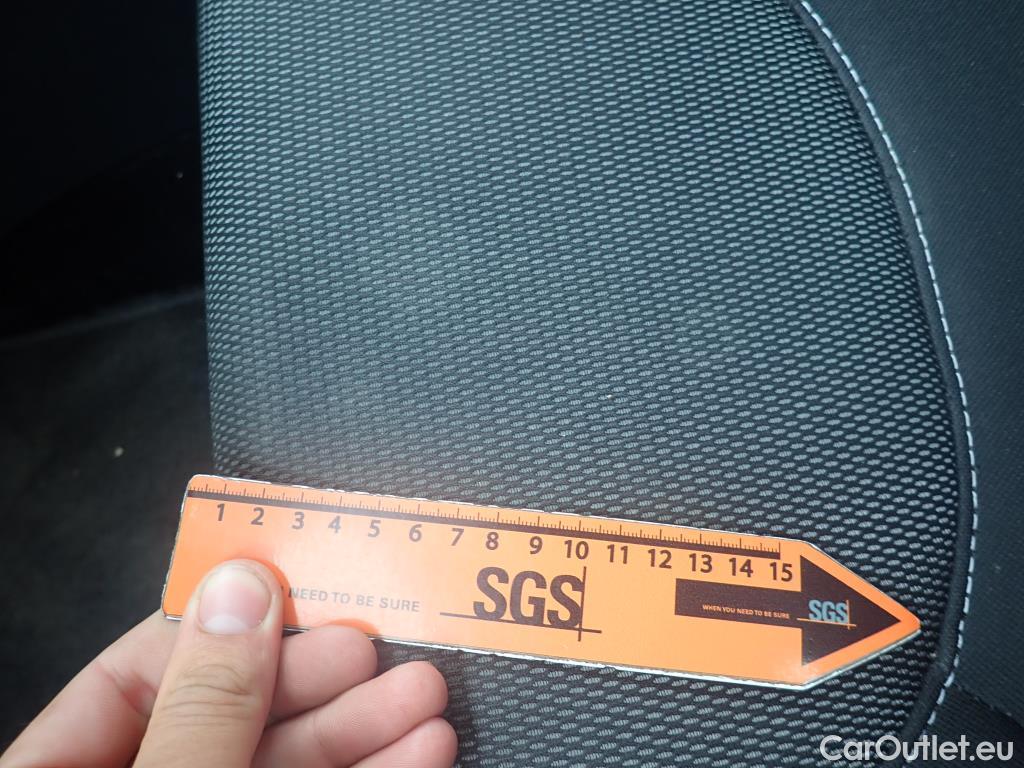 1 2 3 4 5 6 7 8 9 10 11 12 13 14 15
NEED TO BE SURE
SGS
WHEN YOU NEED TO BE SURE
SGS
CarOutlet.eu